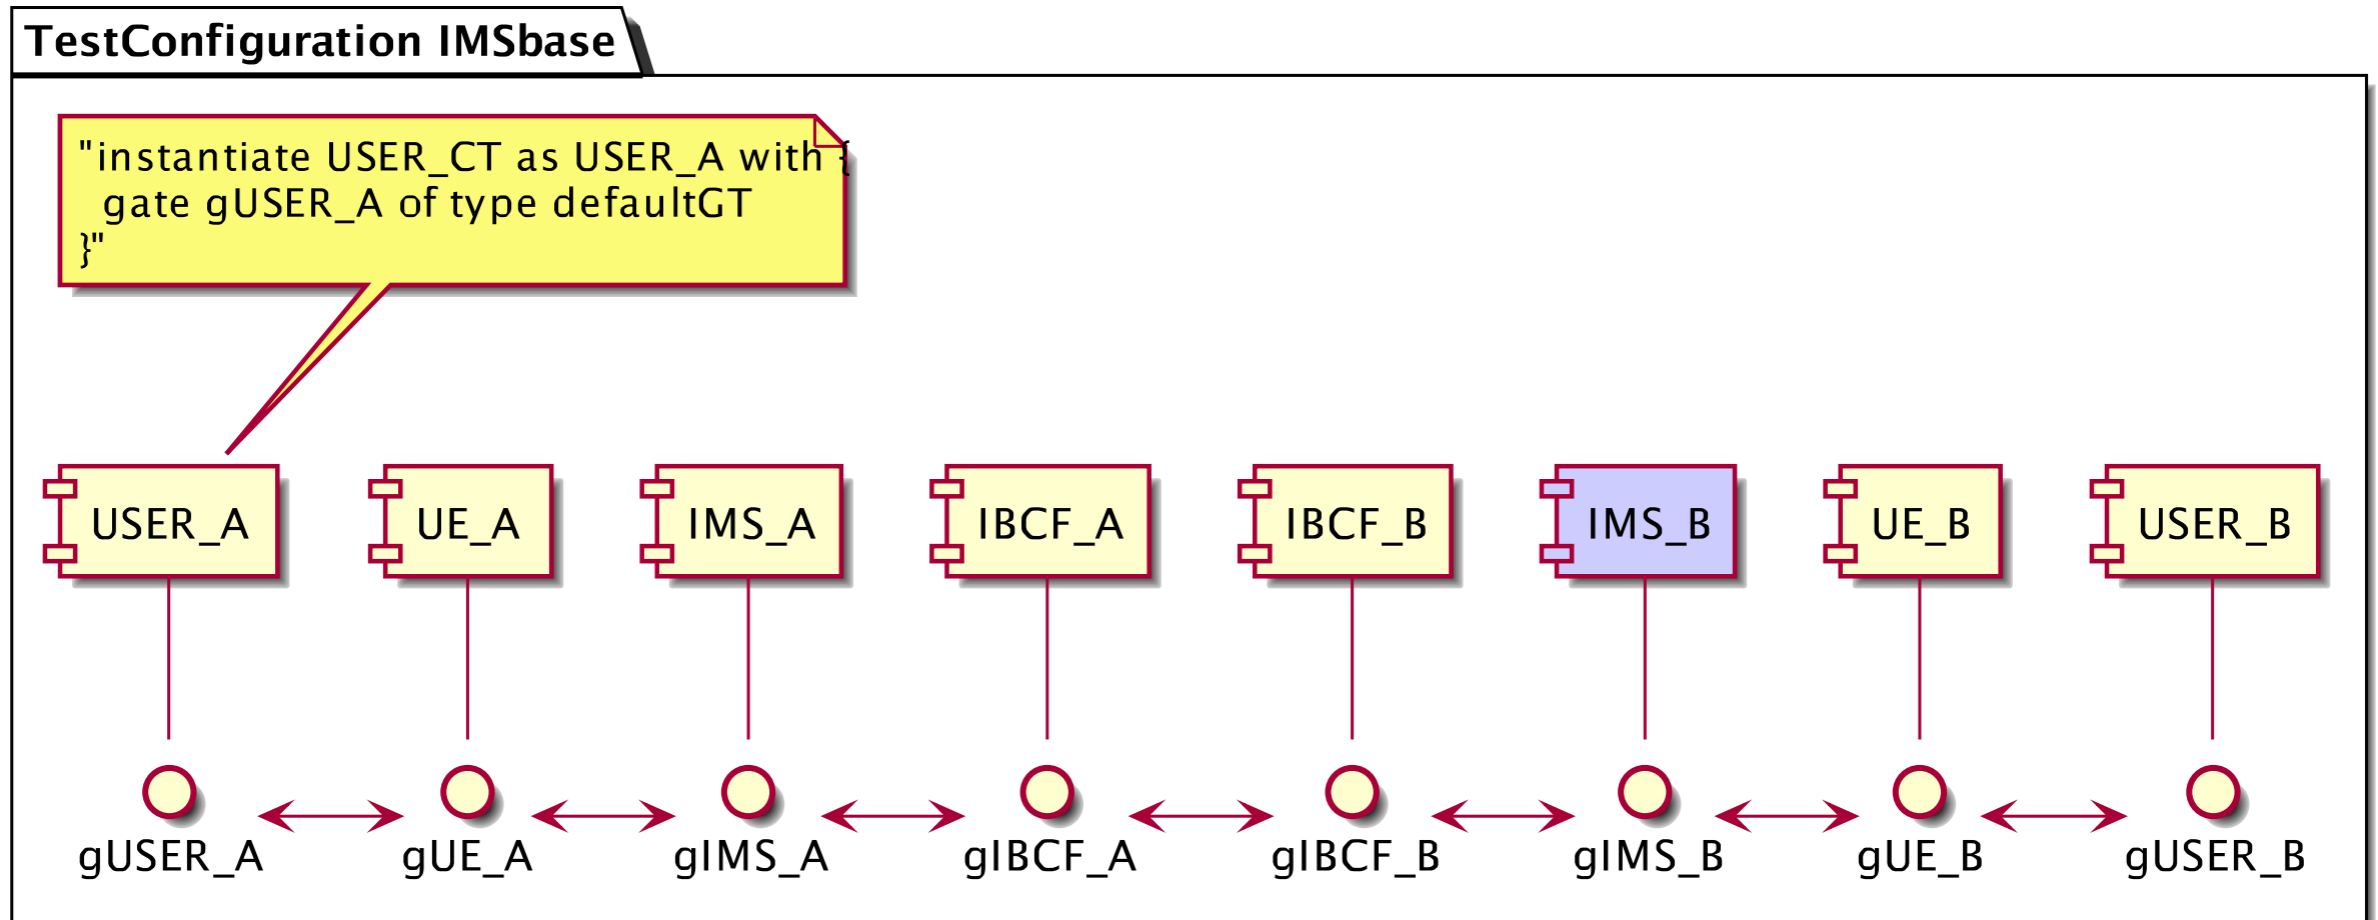 TestConfiguration IMSbase
"instantiate USER_CT as USER_A with {
gate gUSER_A of type defaultGT
}"
USER_A UE_A IMS_A IBCF_A IBCF_B IMS_B UE_B USER_B
gUSER_A gUE_A gIMS_A gIBCF_A gIBCF_B gIMS_B gUE_B gUSER_B